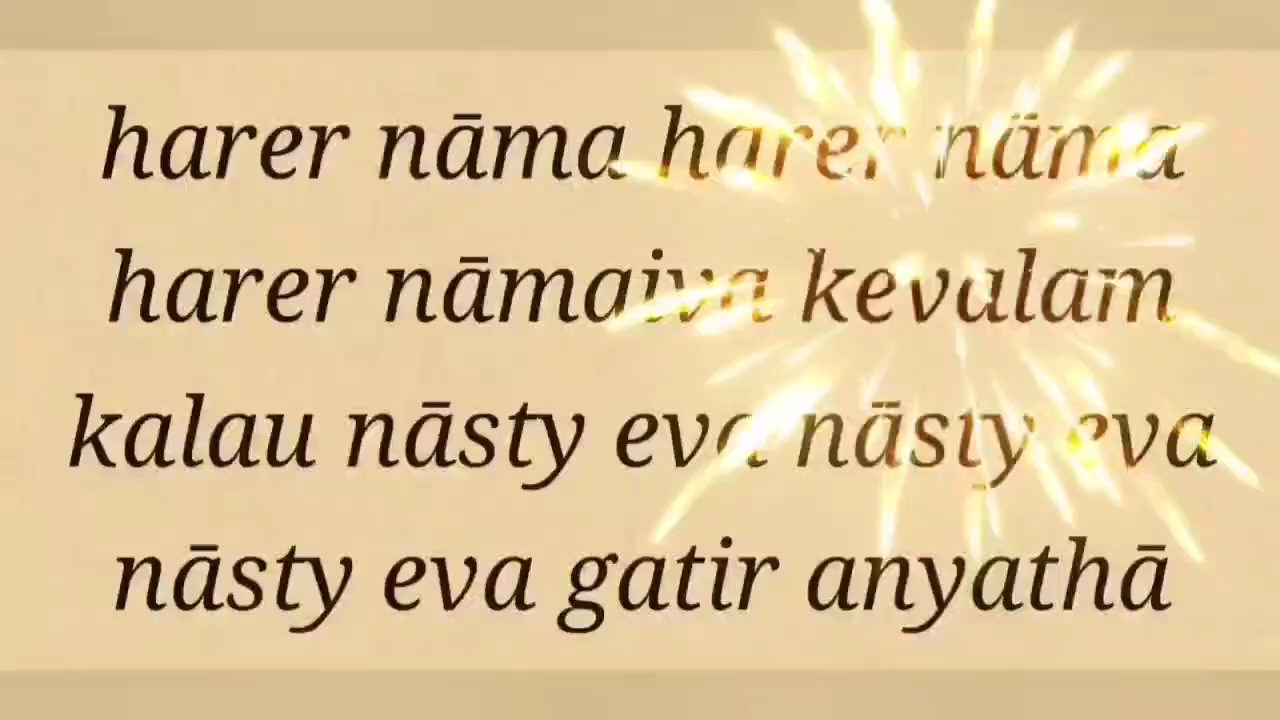 harer nāma harer nāma
harer nāmaiva kevalam
kalau nāsty eva nāsty eva
nāsty eva gatir anyathā